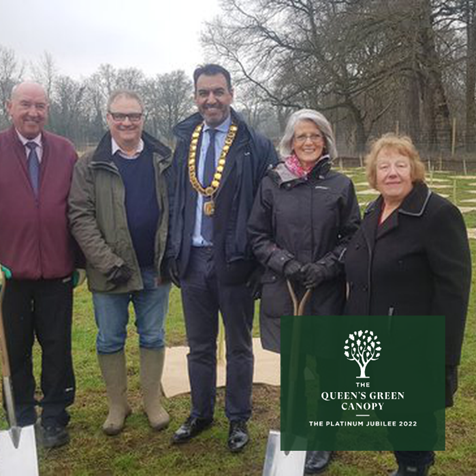 THE
QUEEN'S GREEN
CANOPY
THE PLATINUM JUBILEE 2022